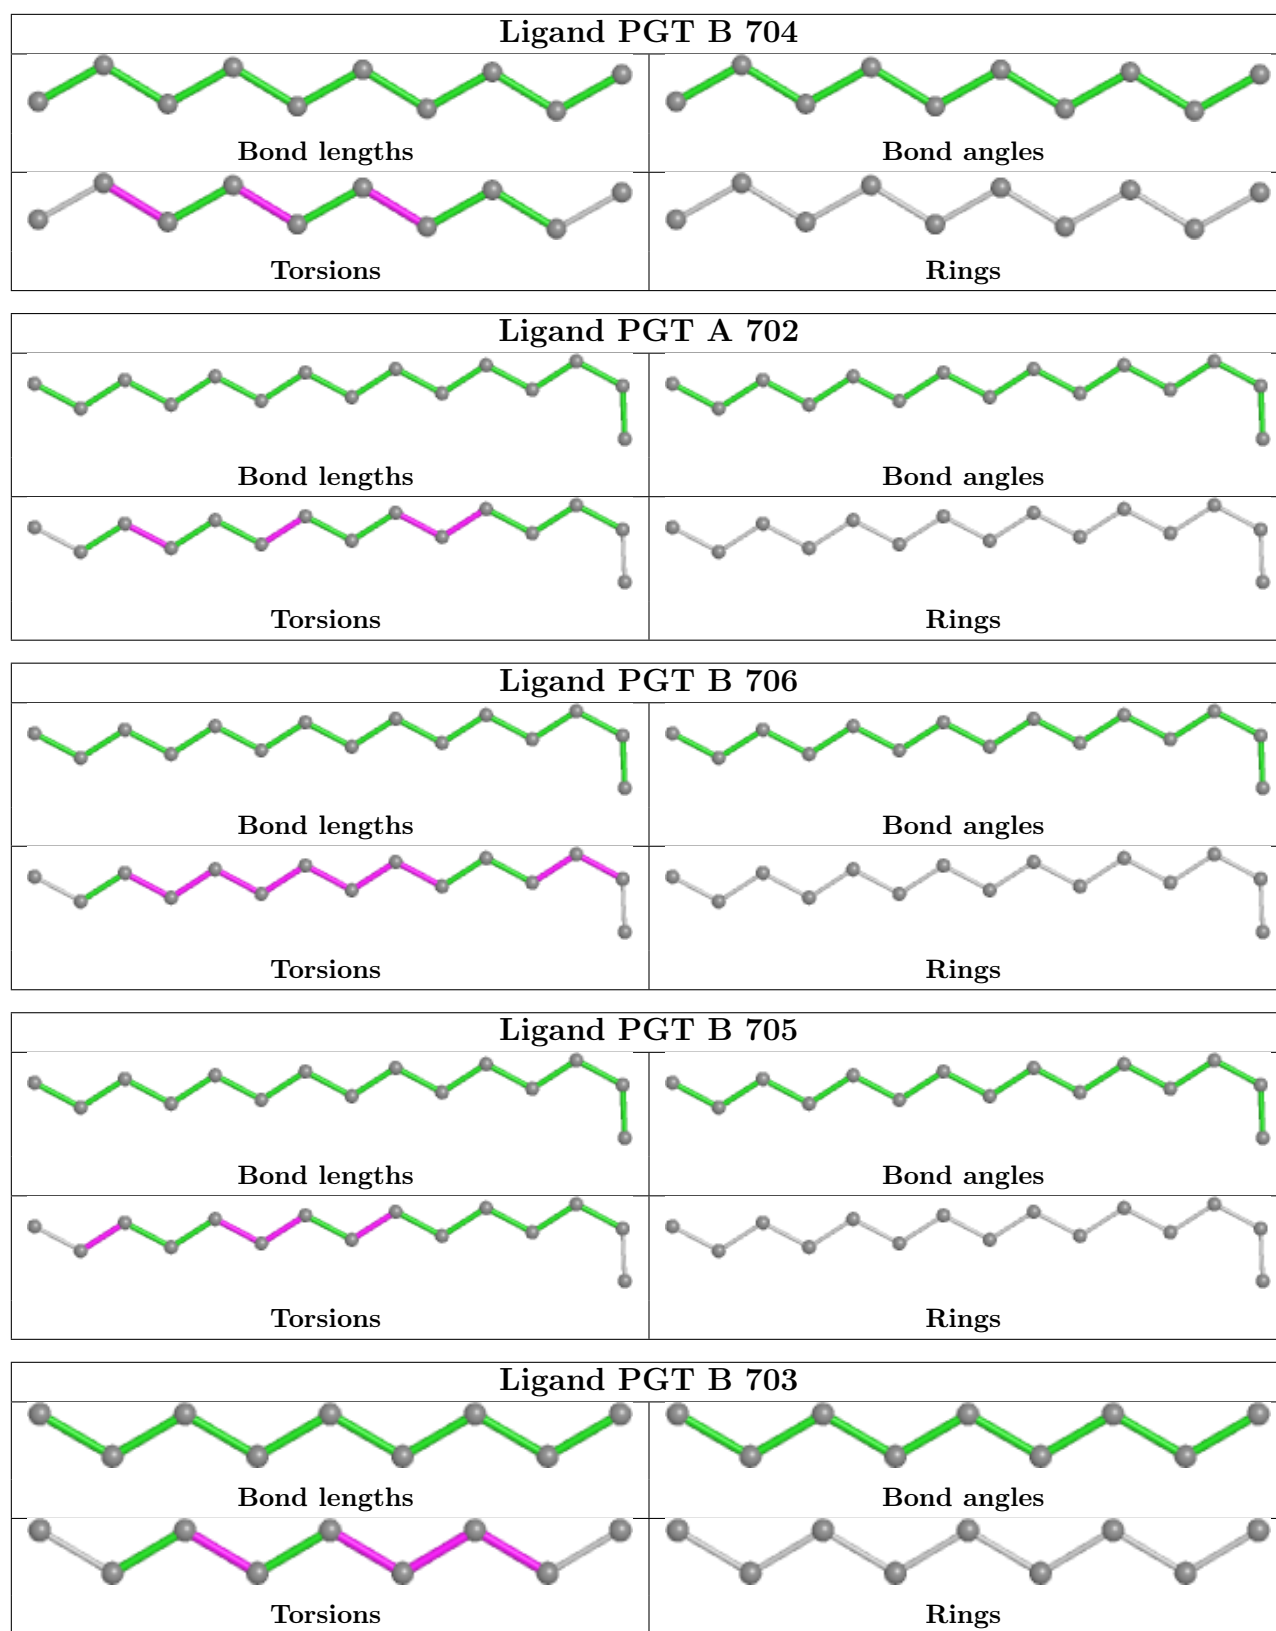 Ligand PGT B 704
Bond lengths
Bond angles
Torsions
Rings
Ligand PGT A 702
Bond lengths
Bond angles
Torsions
Rings
Ligand PGT B 706
Bond lengths
Bond angles
Torsions
Rings
Ligand PGT B 705
Bond lengths
Bond angles
Torsions
Rings
Ligand PGT B 703
Bond lengths
Bond angles
Torsions
Rings